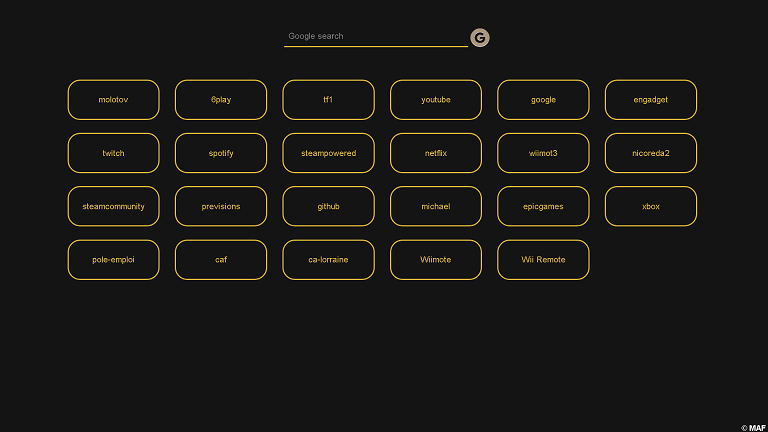 Google search G
molotov 6play tf1 youtube google engadget
twitch spotify steampowered netflix wiimot3 nicoreda2
steamcommunity previsions github michael epicgames xbox
pole-emploi caf ca-lorraine Wiimote Wii Remote
© MAF